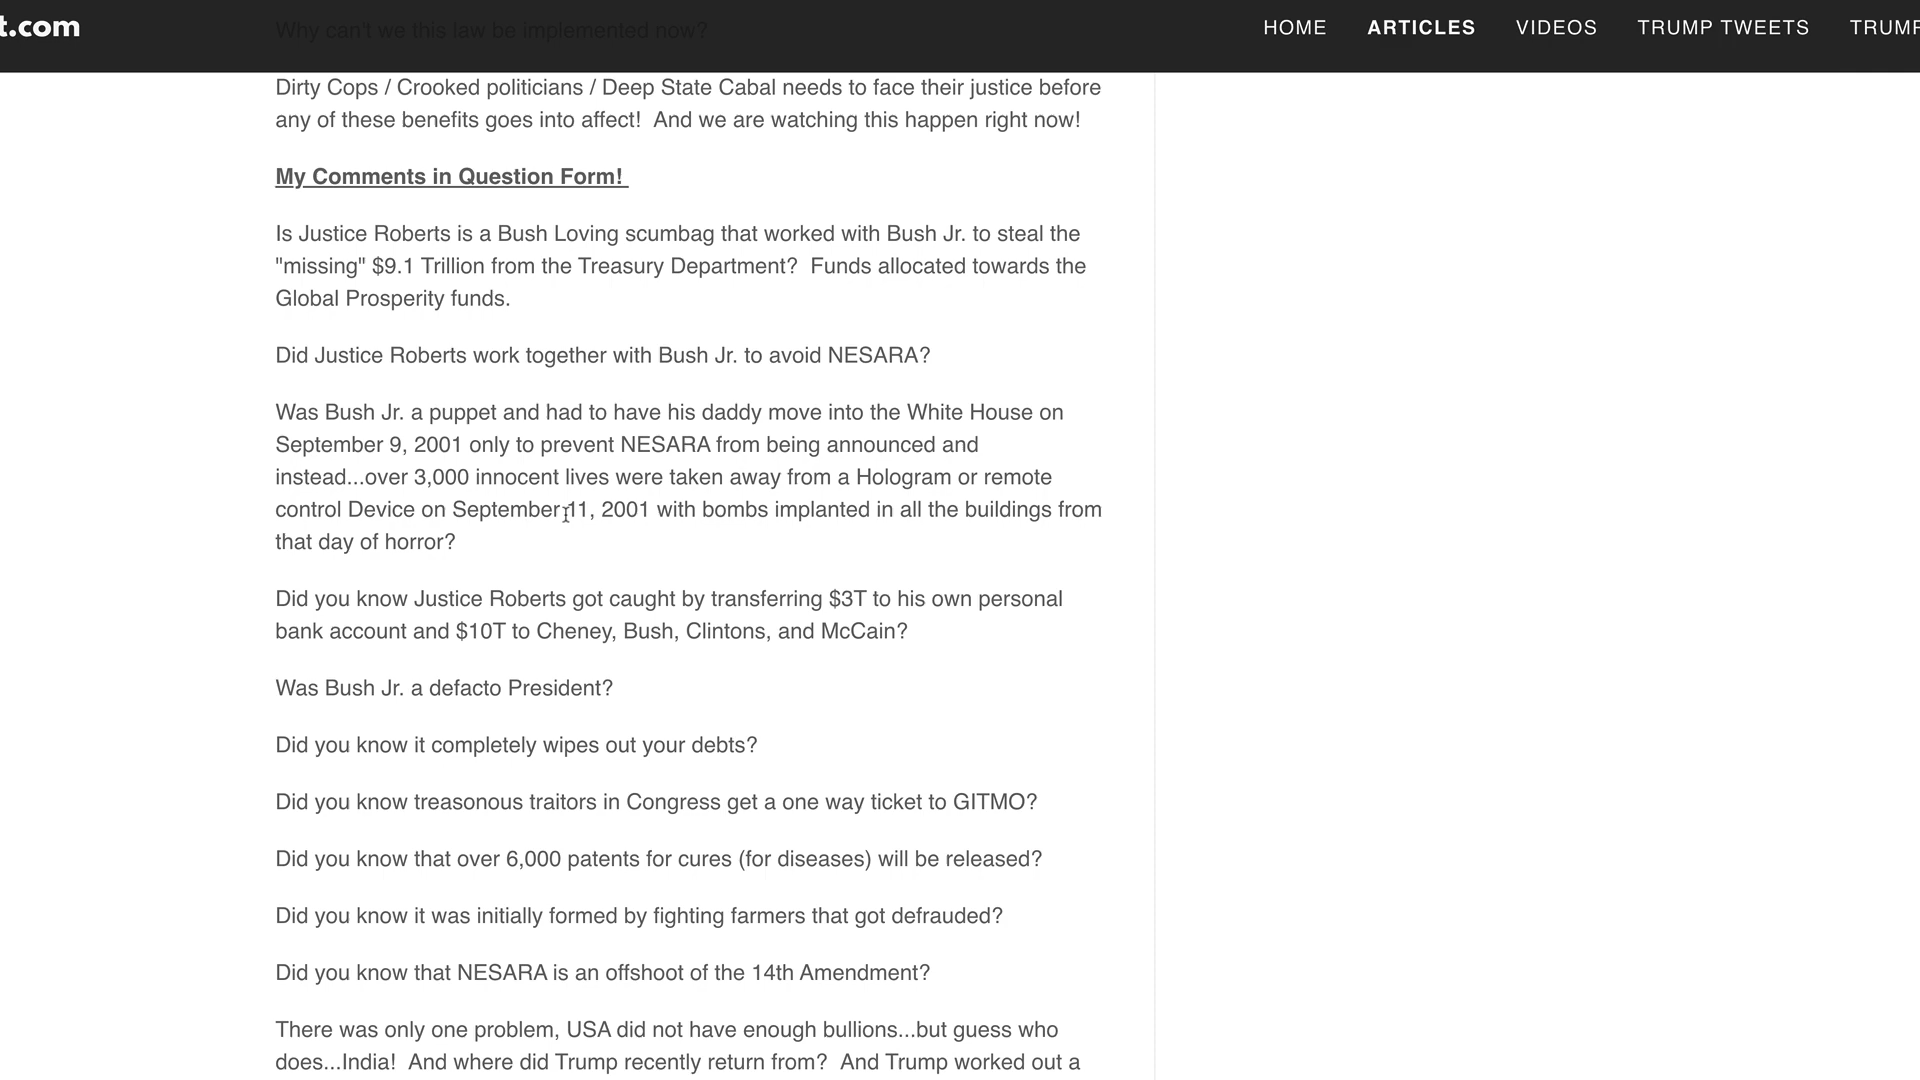 t.com
HOME ARTICLES VIDEOS TRUMP TWEETS TRUMP
Why can't we this law be implemented now?
Dirty Cops / Crooked politicians / Deep State Cabal needs to face their justice before
any of these benefits goes into affect!  And we are watching this happen right now!
My Comments in Question Form!
Is Justice Roberts is a Bush Loving scumbag that worked with Bush Jr. to steal the
"missing" $9.1 Trillion from the Treasury Department?  Funds allocated towards the
Global Prosperity funds.
Did Justice Roberts work together with Bush Jr. to avoid NESARA?
Was Bush Jr. a puppet and had to have his daddy move into the White House on
September 9, 2001 only to prevent NESARA from being announced and
instead...over 3,000 innocent lives were taken away from a Hologram or remote
control Device on September 11, 2001 with bombs implanted in all the buildings from
that day of horror?
Did you know Justice Roberts got caught by transferring $3T to his own personal
bank account and $10T to Cheney, Bush, Clintons, and McCain?
Was Bush Jr. a defacto President?
Did you know it completely wipes out your debts?
Did you know treasonous traitors in Congress get a one way ticket to GITMO?
Did you know that over 6,000 patents for cures (for diseases) will be released?
Did you know it was initially formed by fighting farmers that got defrauded?
Did you know that NESARA is an offshoot of the 14th Amendment?
There was only one problem, USA did not have enough bullions...but guess who
does...India!  And where did Trump recently return from?  And Trump worked out a